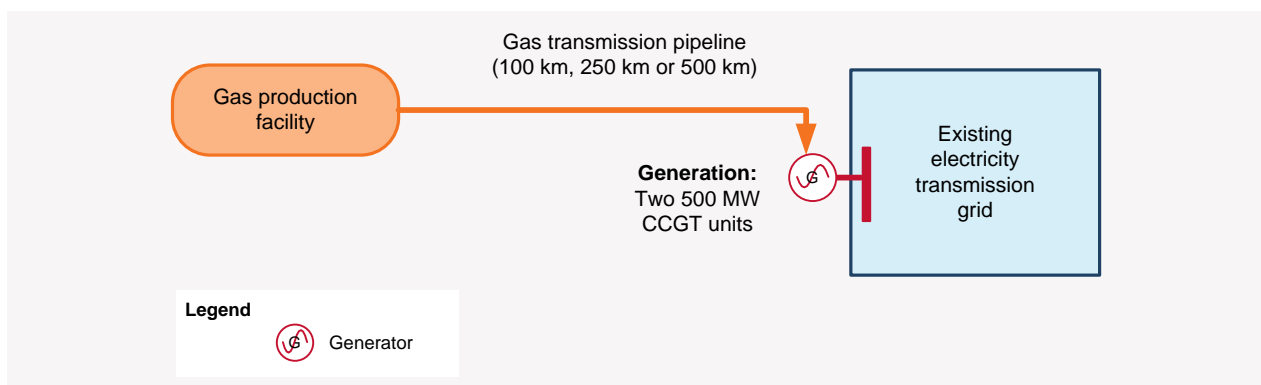 Gas transmission pipeline
(100 km, 250 km or 500 km)
Gas production
facility
Generation:
Two 500 MW
CCGT units
G
Existing
electricity
transmission
grid
Legend
G
Generator